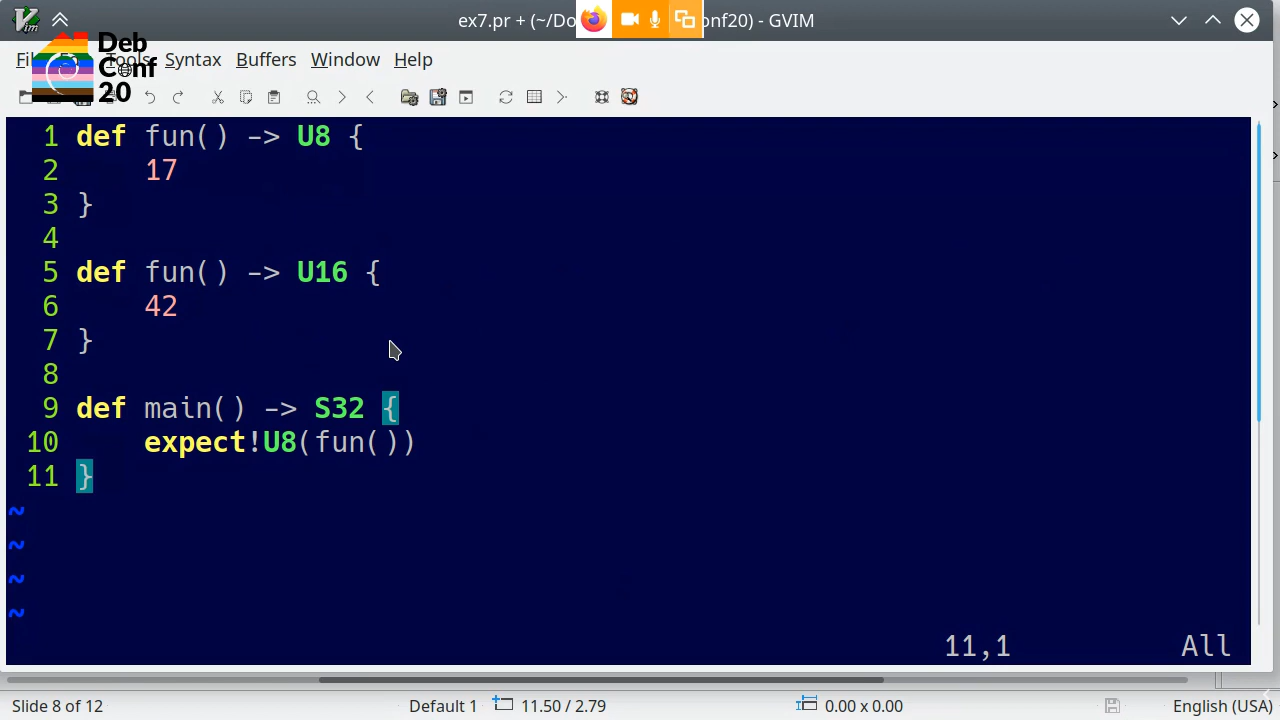 ex7.pr + (~/Do onf20) - GVIM
Deb
Conf
20
Tools Syntax Buffers Window Help
1 def fun() -> U8 {
2 17
3 }
4
5 def fun() -> U16 {
6 42
7 }
8
9 def main() -> S32 {
10 expect!U8(fun())
11 }
~
~
~
~
11,1 All
Slide 8 of 12 Default 1 11.50 / 2.79 0.00 x 0.00 English (USA)